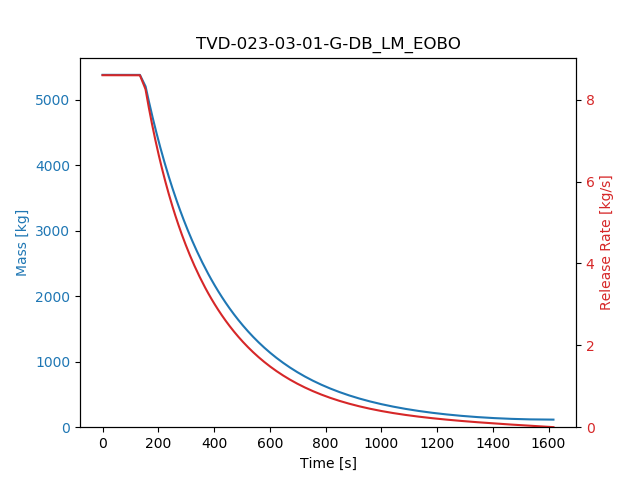 TVD-023-03-01-G-DB_LM_EOBO
Mass [kg]
5000
4000
3000
2000
1000
0
8
6
4
2
0
Release Rate [kg/s]
0 200 400 600 800 1000 1200 1400 1600
Time [s]